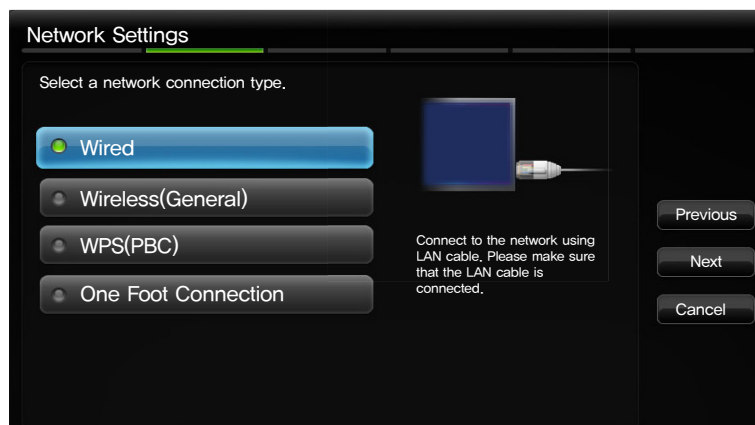 Network Settings
Select a network connection type.
Wired
Wireless(General)
WPS(PBC)
One Foot Connection
Connect to the network using
LAN cable. Please make sure
that the LAN cable is
connected.
Previous
Next
Cancel